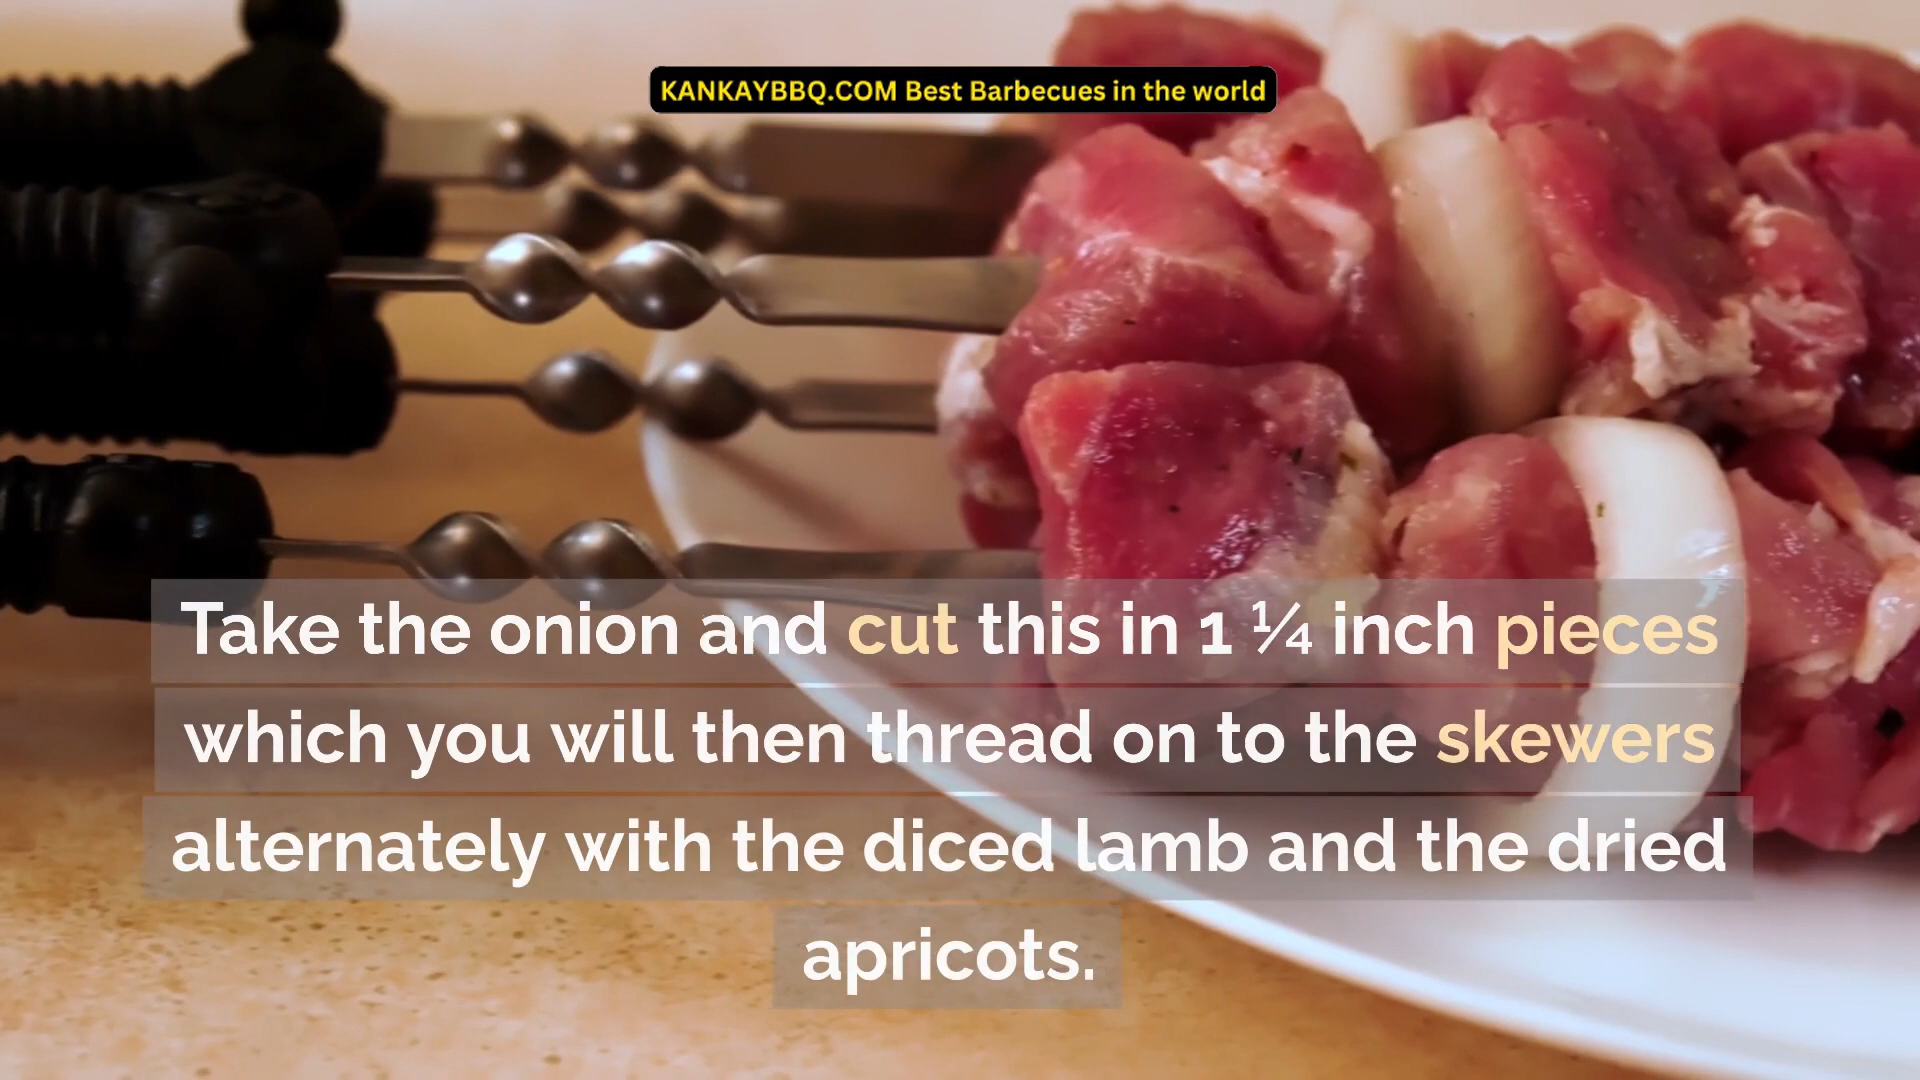 KANKAYBBQ.COM Best Barbecues in the world
Take the onion and cut this in 1 ¼ inch pieces
which you will then thread on to the skewers
alternately with the diced lamb and the dried
apricots.